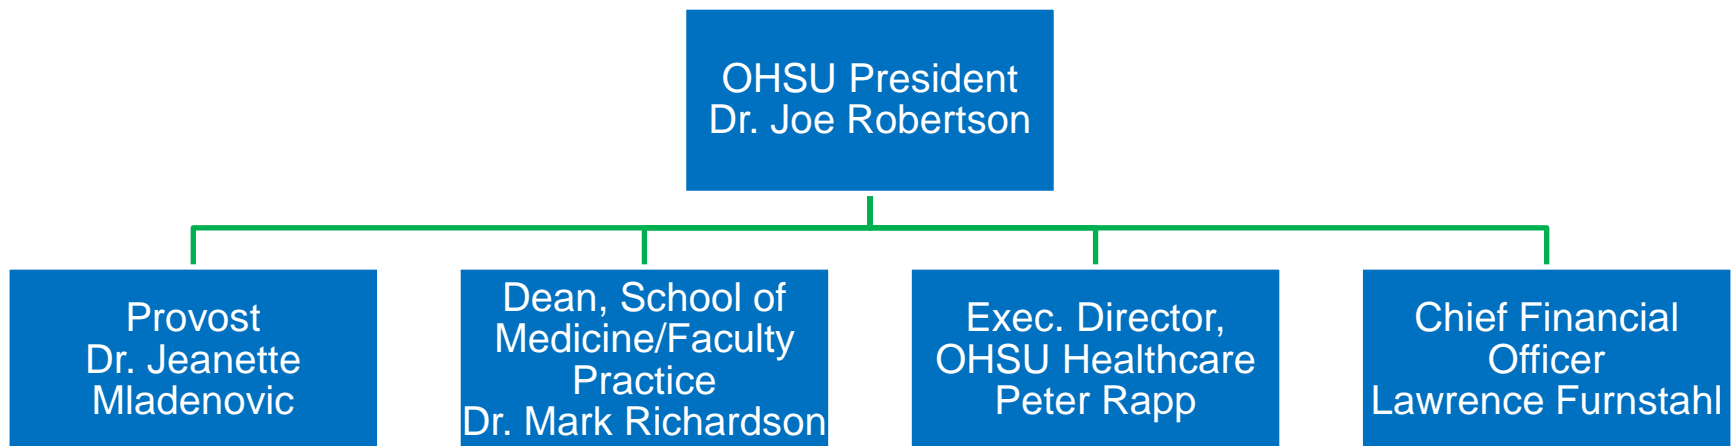 OHSU President
Dr. Joe Robertson
Provost
Dr. Jeanette
Mladenovic
Dean, School of
Medicine/Faculty
Practice
Dr. Mark Richardson
Exec. Director,
OHSU Healthcare
Peter Rapp
Chief Financial
Officer
Lawrence Furnstahl